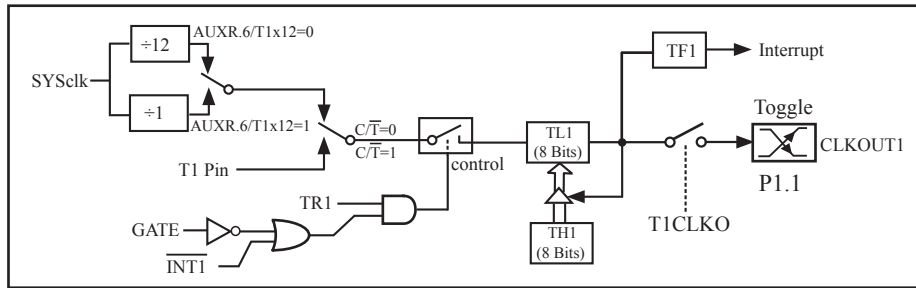 AUXR.6/T1x12=0
÷12
SYSclk
÷1
AUXR.6/T1x12=1
T1 Pin
C/T̅=0
C/T̅=1
control
TR1
GATE
I̅N̅T̅1̅
TL1
(8 Bits)
TH1
(8 Bits)
TF1
Interrupt
Toggle
CLKOUT1
P1.1
T1CLKO